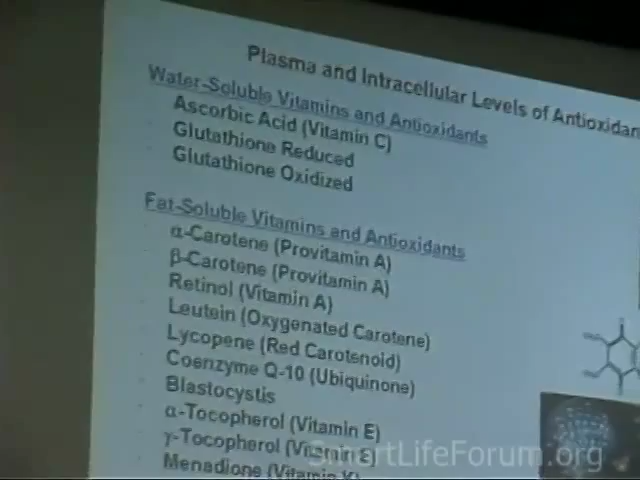 Plasma and Intracellular Levels of Antioxidan
Water-Soluble Vitamins and Antioxidants
Ascorbic Acid (Vitamin C)
Glutathione Reduced
Glutathione Oxidized
Fat-Soluble Vitamins and Antioxidants
α-Carotene (Provitamin A)
β-Carotene (Provitamin A)
Retinol (Vitamin A)
Leutein (Oxygenated Carotene)
Lycopene (Red Carotenoid)
Coenzyme Q-10 (Ubiquinone)
Blastocystis
α-Tocopherol (Vitamin E)
γ-Tocopherol (Vitamin E)
Menadione (Vitamin K)
SmartLifeForum.org